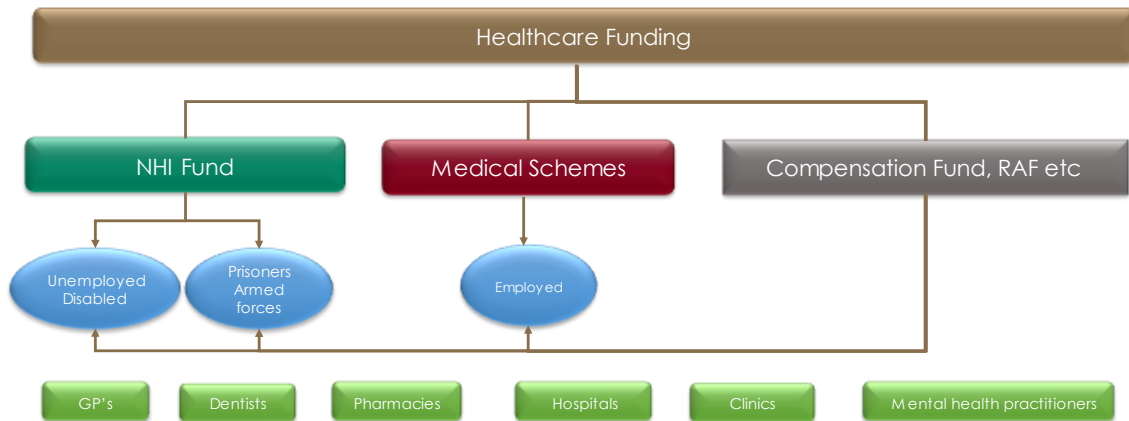 Healthcare Funding
NHI Fund
Medical Schemes
Compensation Fund, RAF etc
Unemployed
Disabled
Prisoners
Armed
forces
Employed
GP's
Dentists
Pharmacies
Hospitals
Clinics
Mental health practitioners